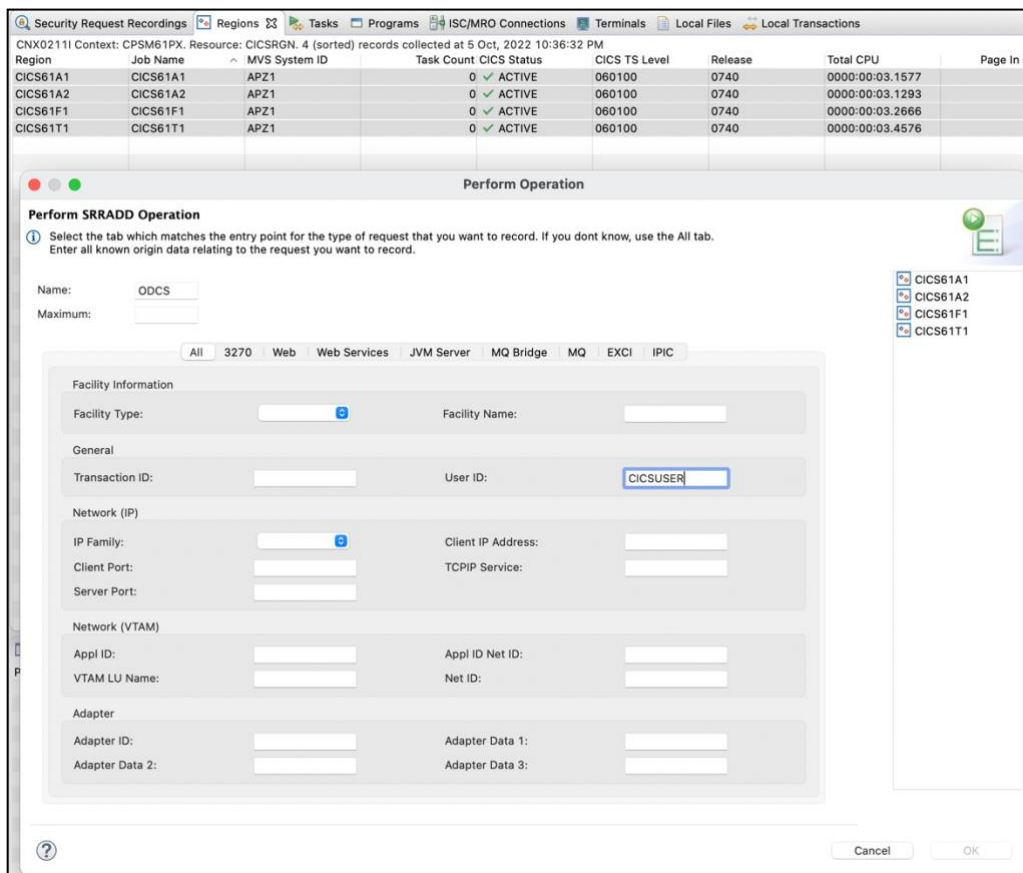 Security Request Recordings Regions Tasks Programs ISC/MRO Connections Terminals Local Files Local Transactions
CNX0211I Context: CPSM61PX. Resource: CICSRGN. 4 (sorted) records collected at 5 Oct, 2022 10:36:32 PM
Region Job Name MVS System ID Task Count CICS Status CICS TS Level Release Total CPU Page In
CICS61A1 CICS61A1 APZ1 0 ACTIVE 060100 0740 0000:00:03.1577
CICS61A2 CICS61A2 APZ1 0 ACTIVE 060100 0740 0000:00:03.1293
CICS61F1 CICS61F1 APZ1 0 ACTIVE 060100 0740 0000:00:03.2666
CICS61T1 CICS61T1 APZ1 0 ACTIVE 060100 0740 0000:00:03.4576
Perform Operation
Perform SRRADD Operation
Select the tab which matches the entry point for the type of request that you want to record. If you dont know, use the All tab.
Enter all known origin data relating to the request you want to record.
Name: ODCS
Maximum:
CICS61A1
CICS61A2
CICS61F1
CICS61T1
All 3270 Web Web Services JVM Server MQ Bridge MQ EXCI IPIC
Facility Information
Facility Type: Facility Name:
General
Transaction ID: User ID: CICSUSER
Network (IP)
IP Family: Client IP Address:
Client Port: TCPIP Service:
Server Port:
Network (VTAM)
Appl ID: Appl ID Net ID:
VTAM LU Name: Net ID:
Adapter
Adapter ID: Adapter Data 1:
Adapter Data 2: Adapter Data 3:
? Cancel OK